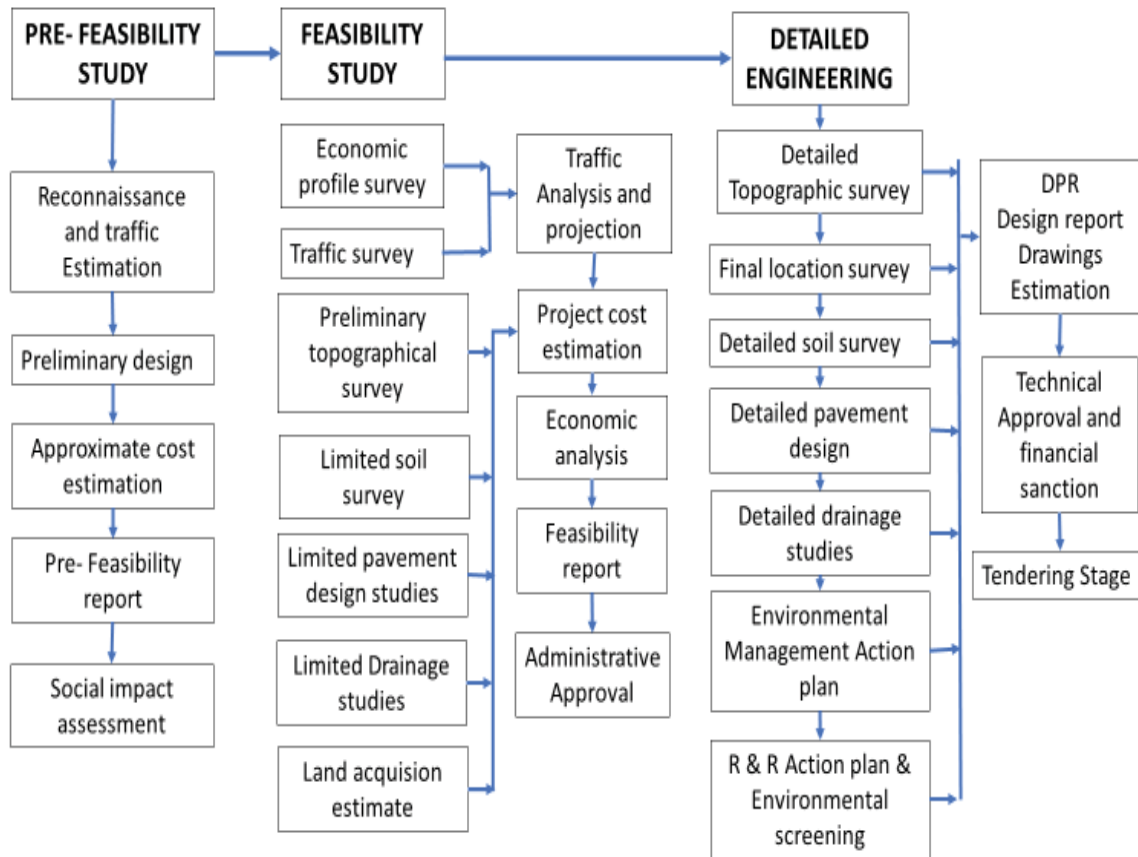 PRE- FEASIBILITY
STUDY
Reconnaissance
and traffic
Estimation
Preliminary design
Approximate cost
estimation
Pre- Feasibility
report
Social impact
assessment
FEASIBILITY
STUDY
Economic
profile survey
Traffic survey
Preliminary
topographical
survey
Limited soil
survey
Limited pavement
design studies
Limited Drainage
studies
Land acquision
estimate
Traffic
Analysis and
projection
Project cost
estimation
Economic
analysis
Feasibility
report
Administrative
Approval
DETAILED
ENGINEERING
Detailed
Topographic survey
Final location survey
Detailed soil survey
Detailed pavement
design
Detailed drainage
studies
Environmental
Management Action
plan
R & R Action plan &
Environmental
screening
DPR
Design report
Drawings
Estimation
Technical
Approval and
financial
sanction
Tendering Stage